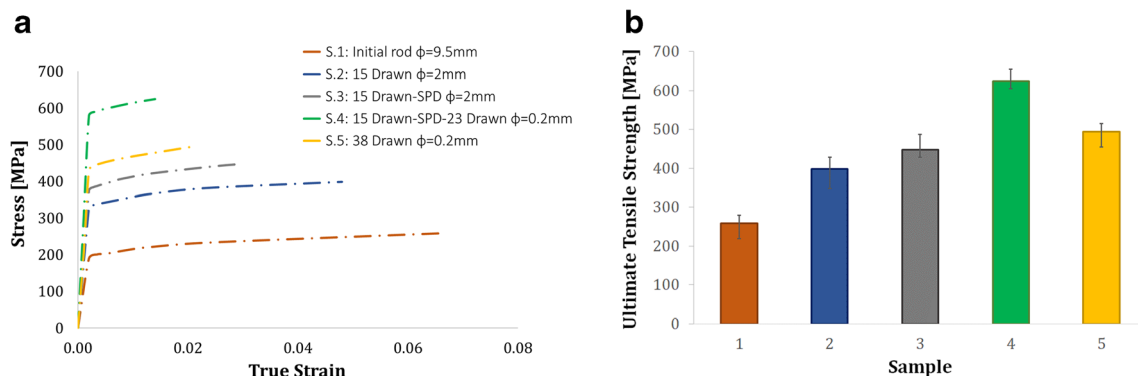 a
S.1: Initial rod ϕ=9.5mm
S.2: 15 Drawn ϕ=2mm
S.3: 15 Drawn-SPD ϕ=2mm
S.4: 15 Drawn-SPD-23 Drawn ϕ=0.2mm
S.5: 38 Drawn ϕ=0.2mm
Stress [MPa]
700
600
500
400
300
200
100
0
0.00 0.02 0.04 0.06 0.08
True Strain
b
Ultimate Tensile Strength [MPa]
700
600
500
400
300
200
100
0
1 2 3 4 5
Sample